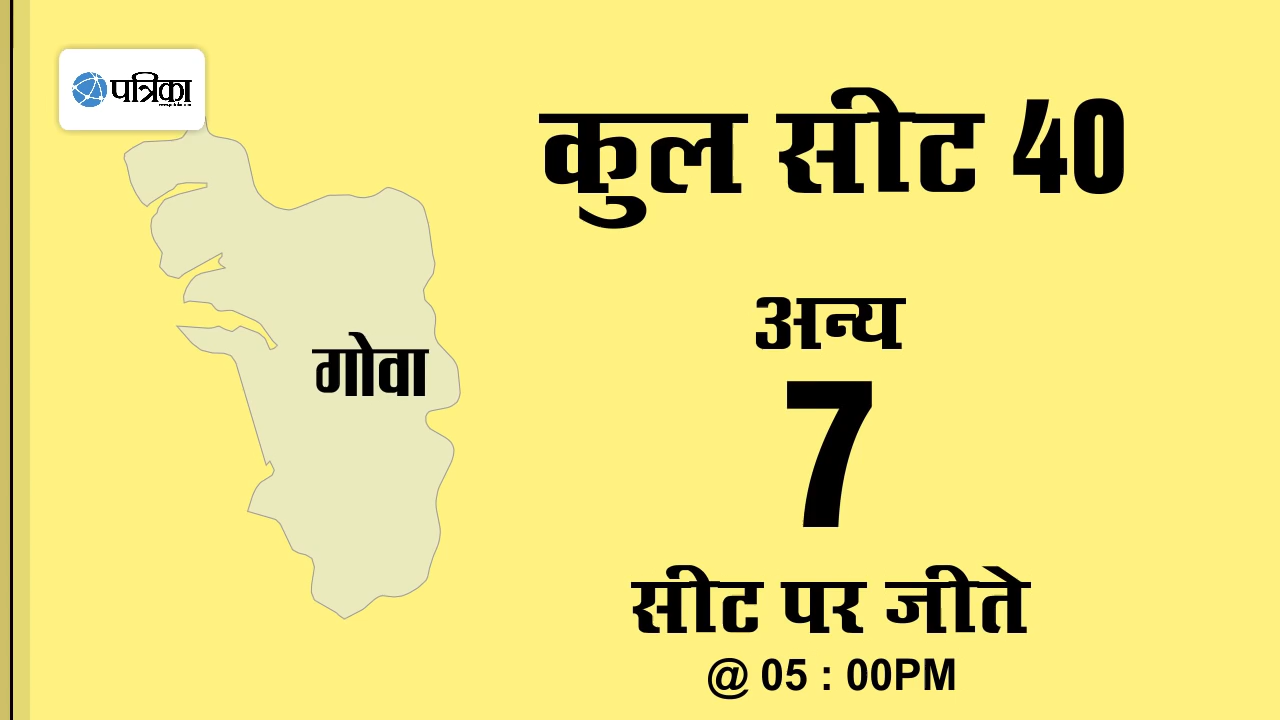 पत्रिका
कुल सीट 40
अन्य
7
गोवा
सीट पर जीते
@ 05 : 00PM